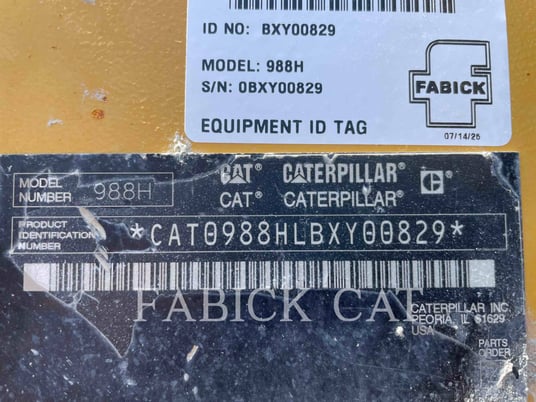 ID NO: BXY00829
MODEL: 988H
S/N: 0BXY00829
FABICK
EQUIPMENT ID TAG
07/14/25
MODEL NUMBER 988H
CAT® CATERPILLAR®
CAT® CATERPILLAR®
PRODUCT IDENTIFICATION NUMBER
*CAT0988HLBXY00829*
FABICK CAT
CATERPILLAR INC.
PEORIA, IL 61629
USA
PARTS
ORDER